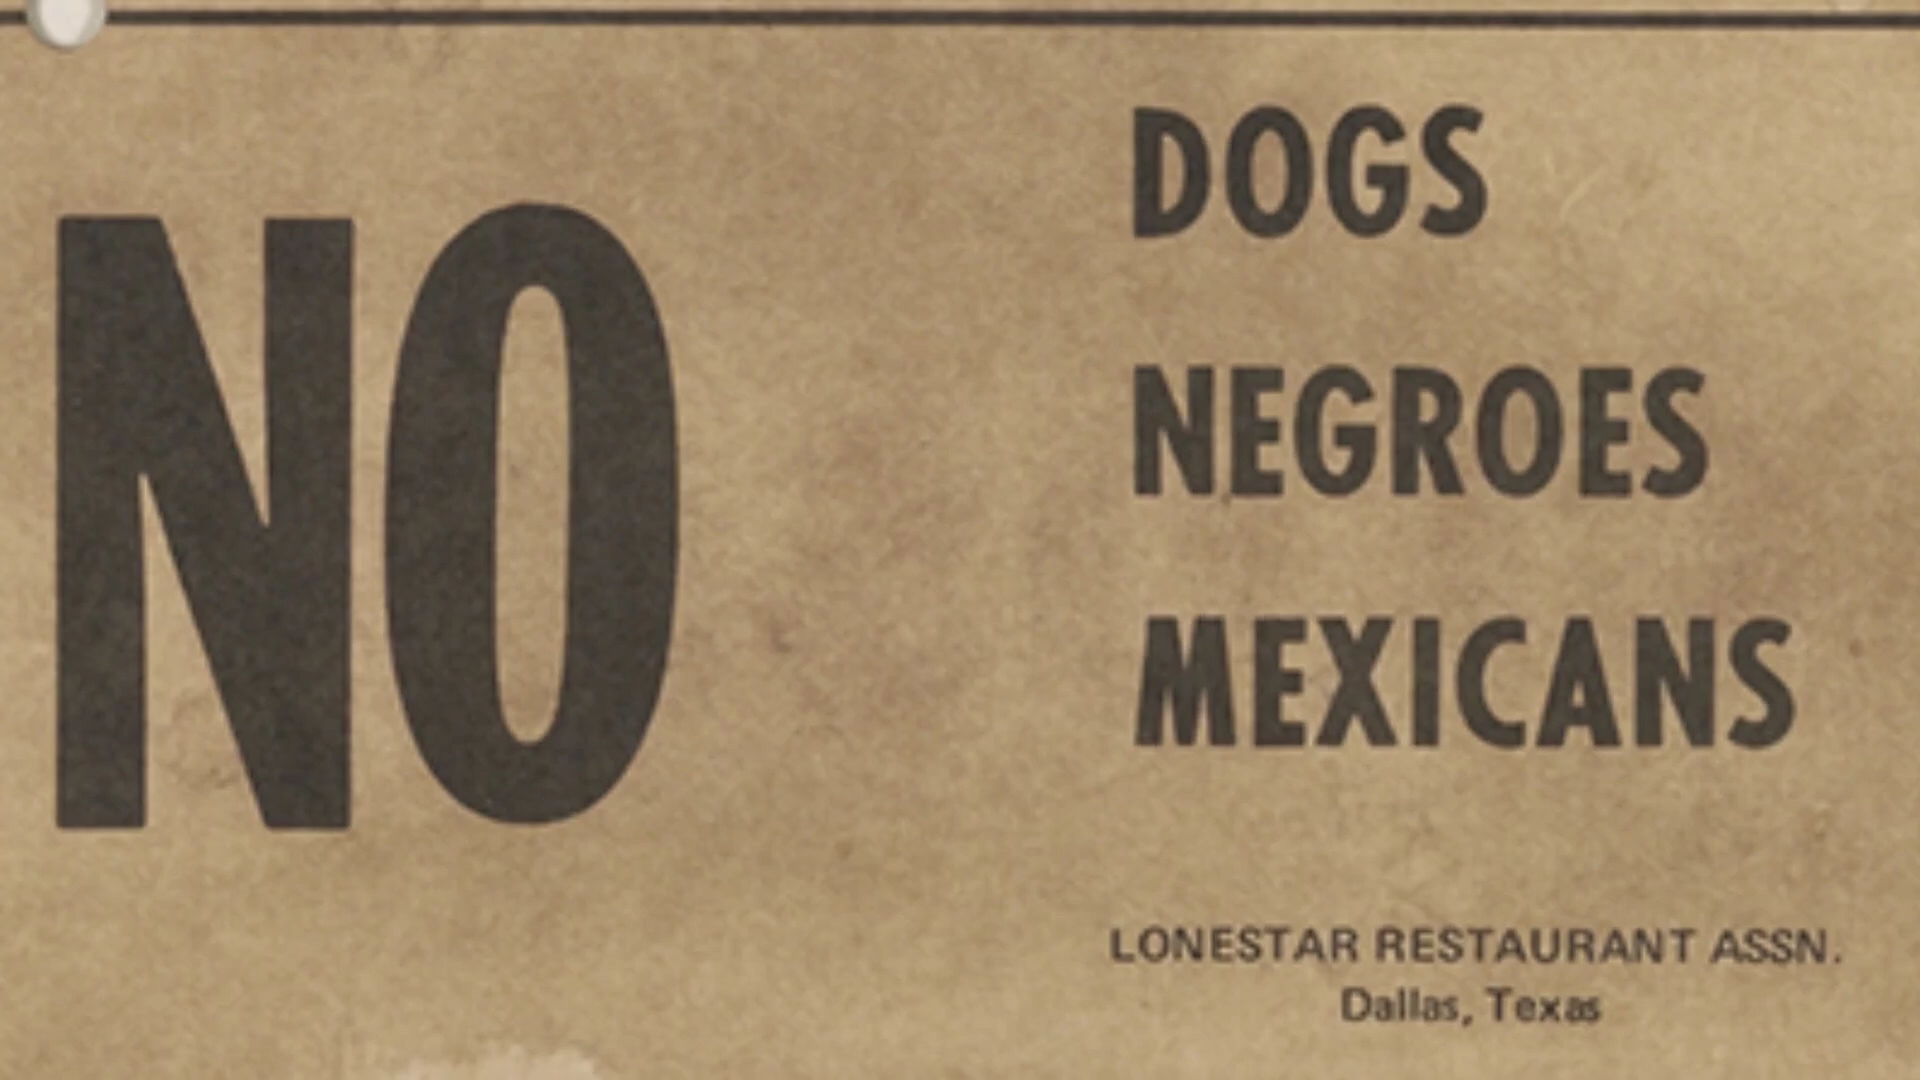 NO
DOGS
NEGROES
MEXICANS
LONESTAR RESTAURANT ASSN.
Dallas, Texas